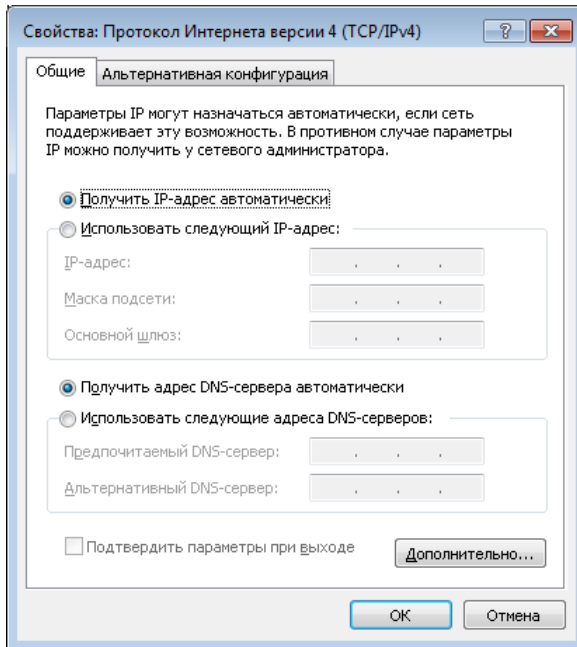 Свойства: Протокол Интернета версии 4 (TCP/IPv4)
Общие
Альтернативная конфигурация
Параметры IP могут назначаться автоматически, если сеть
поддерживает эту возможность. В противном случае параметры
IP можно получить у сетевого администратора.
Получить IP-адрес автоматически
Использовать следующий IP-адрес:
IP-адрес:
Маска подсети:
Основной шлюз:
Получить адрес DNS-сервера автоматически
Использовать следующие адреса DNS-серверов:
Предпочитаемый DNS-сервер:
Альтернативный DNS-сервер:
Подтвердить параметры при выходе
Дополнительно...
ОК
Отмена